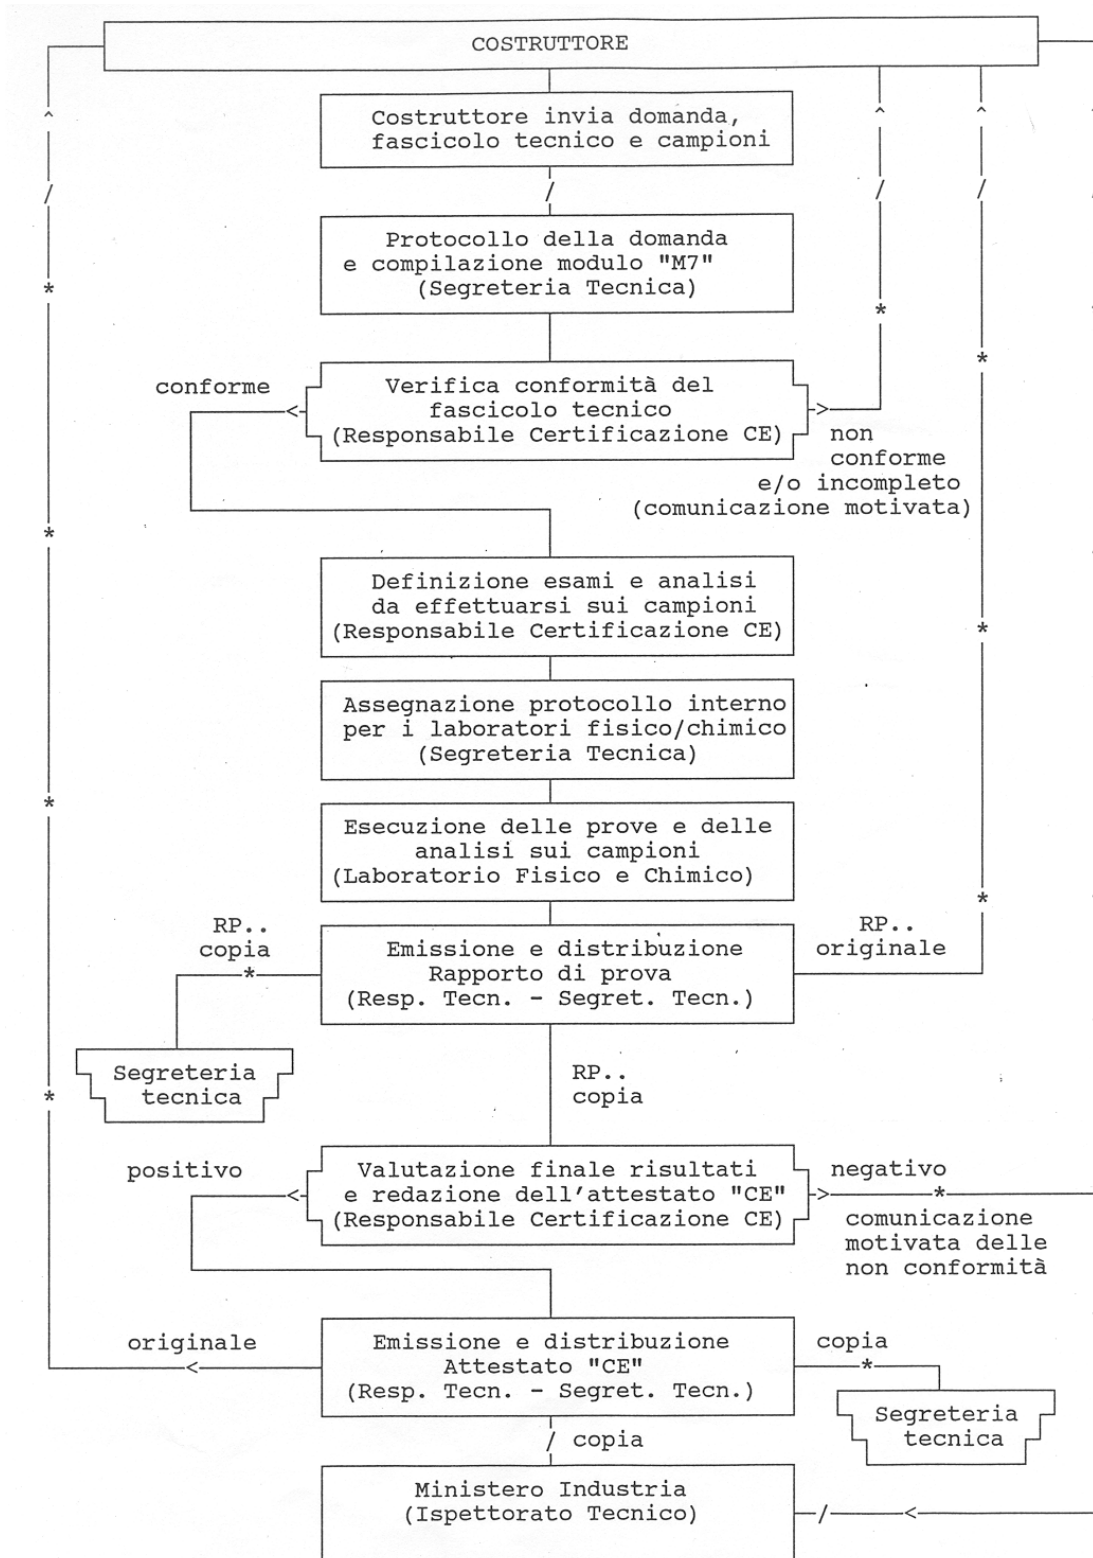 COSTRUTTORE
Costruttore invia domanda,
fascicolo tecnico e campioni
Protocollo della domanda
e compilazione modulo "M7"
(Segreteria Tecnica)
conforme
Verifica conformità del
fascicolo tecnico
(Responsabile Certificazione CE)
non
conforme
e/o incompleto
(comunicazione motivata)
Definizione esami e analisi
da effettuarsi sui campioni
(Responsabile Certificazione CE)
Assegnazione protocollo interno
per i laboratori fisico/chimico
(Segreteria Tecnica)
Esecuzione delle prove e delle
analisi sui campioni
(Laboratorio Fisico e Chimico)
RP..
copia
Emissione e distribuzione
Rapporto di prova
(Resp. Tecn. - Segret. Tecn.)
RP..
originale
Segreteria
tecnica
RP..
copia
positivo
Valutazione finale risultati
e redazione dell'attestato "CE"
(Responsabile Certificazione CE)
negativo
comunicazione
motivata delle
non conformità
originale
Emissione e distribuzione
Attestato "CE"
(Resp. Tecn. - Segret. Tecn.)
copia
Segreteria
tecnica
copia
Ministero Industria
(Ispettorato Tecnico)